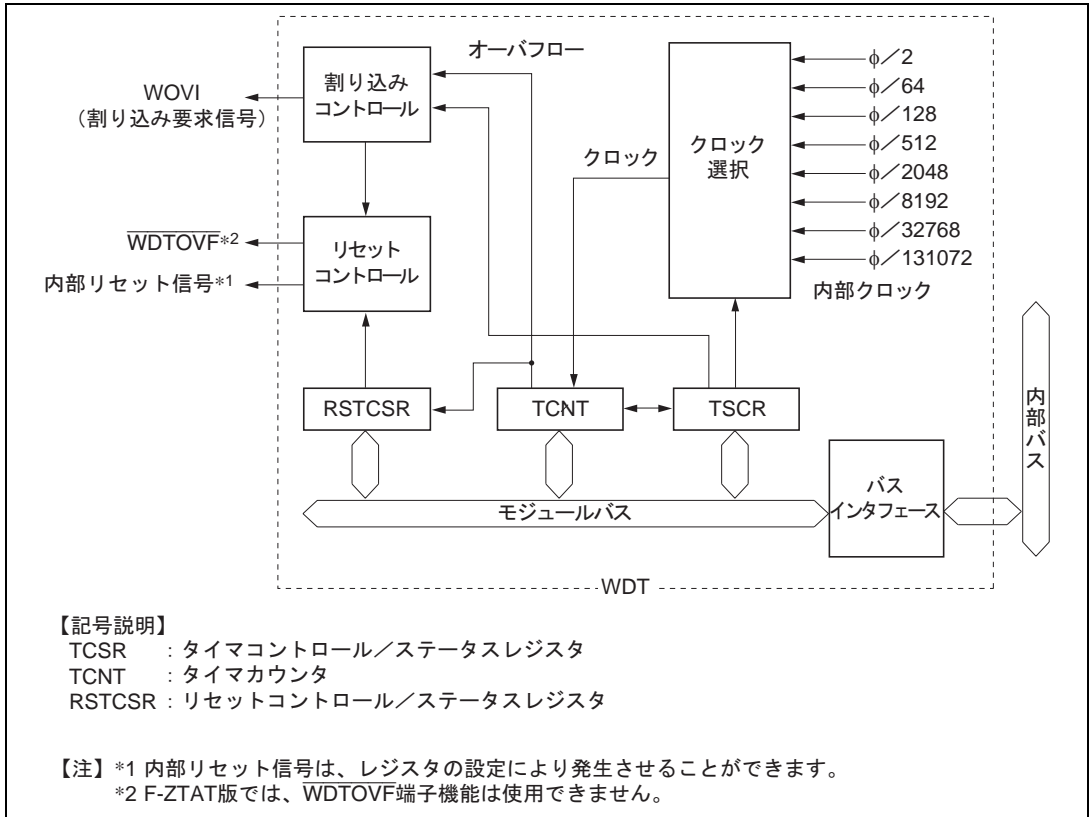 オーバフロー
割り込み
コントロール
WOVI
（割り込み要求信号）
クロック
クロック
選択
φ／2
φ／64
φ／128
φ／512
φ／2048
φ／8192
φ／32768
φ／131072
内部クロック
WDTOVF*2
内部リセット信号*1
リセット
コントロール
RSTCSR
TCNT
TSCR
モジュールバス
バス
インタフェース
内部バス
WDT
【記号説明】
TCSR ：タイマコントロール／ステータスレジスタ
TCNT ：タイマカウンタ
RSTCSR：リセットコントロール／ステータスレジスタ
【注】*1 内部リセット信号は、レジスタの設定により発生させることができます。
*2 F-ZTAT版では、WDTOVF端子機能は使用できません。